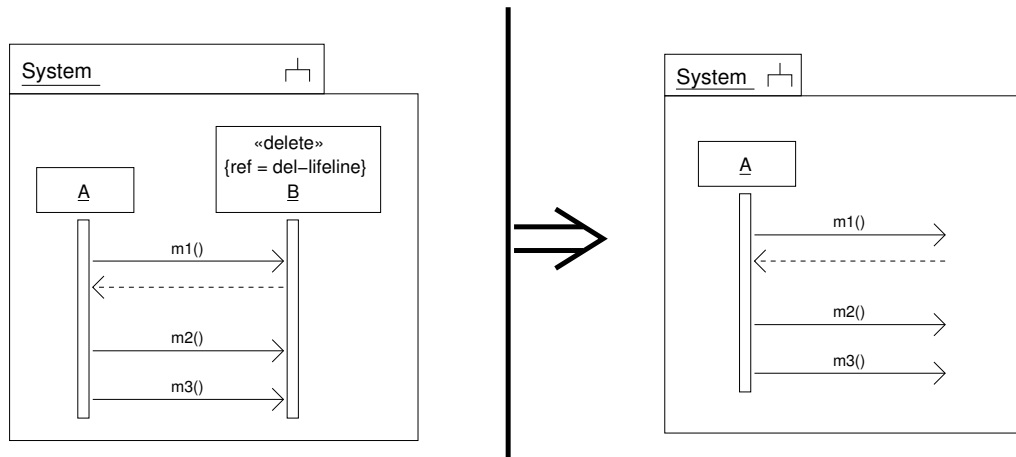 System
«delete»
{ref = del−lifeline}
A
B
m1()
m2()
m3()
System
A
m1()
m2()
m3()